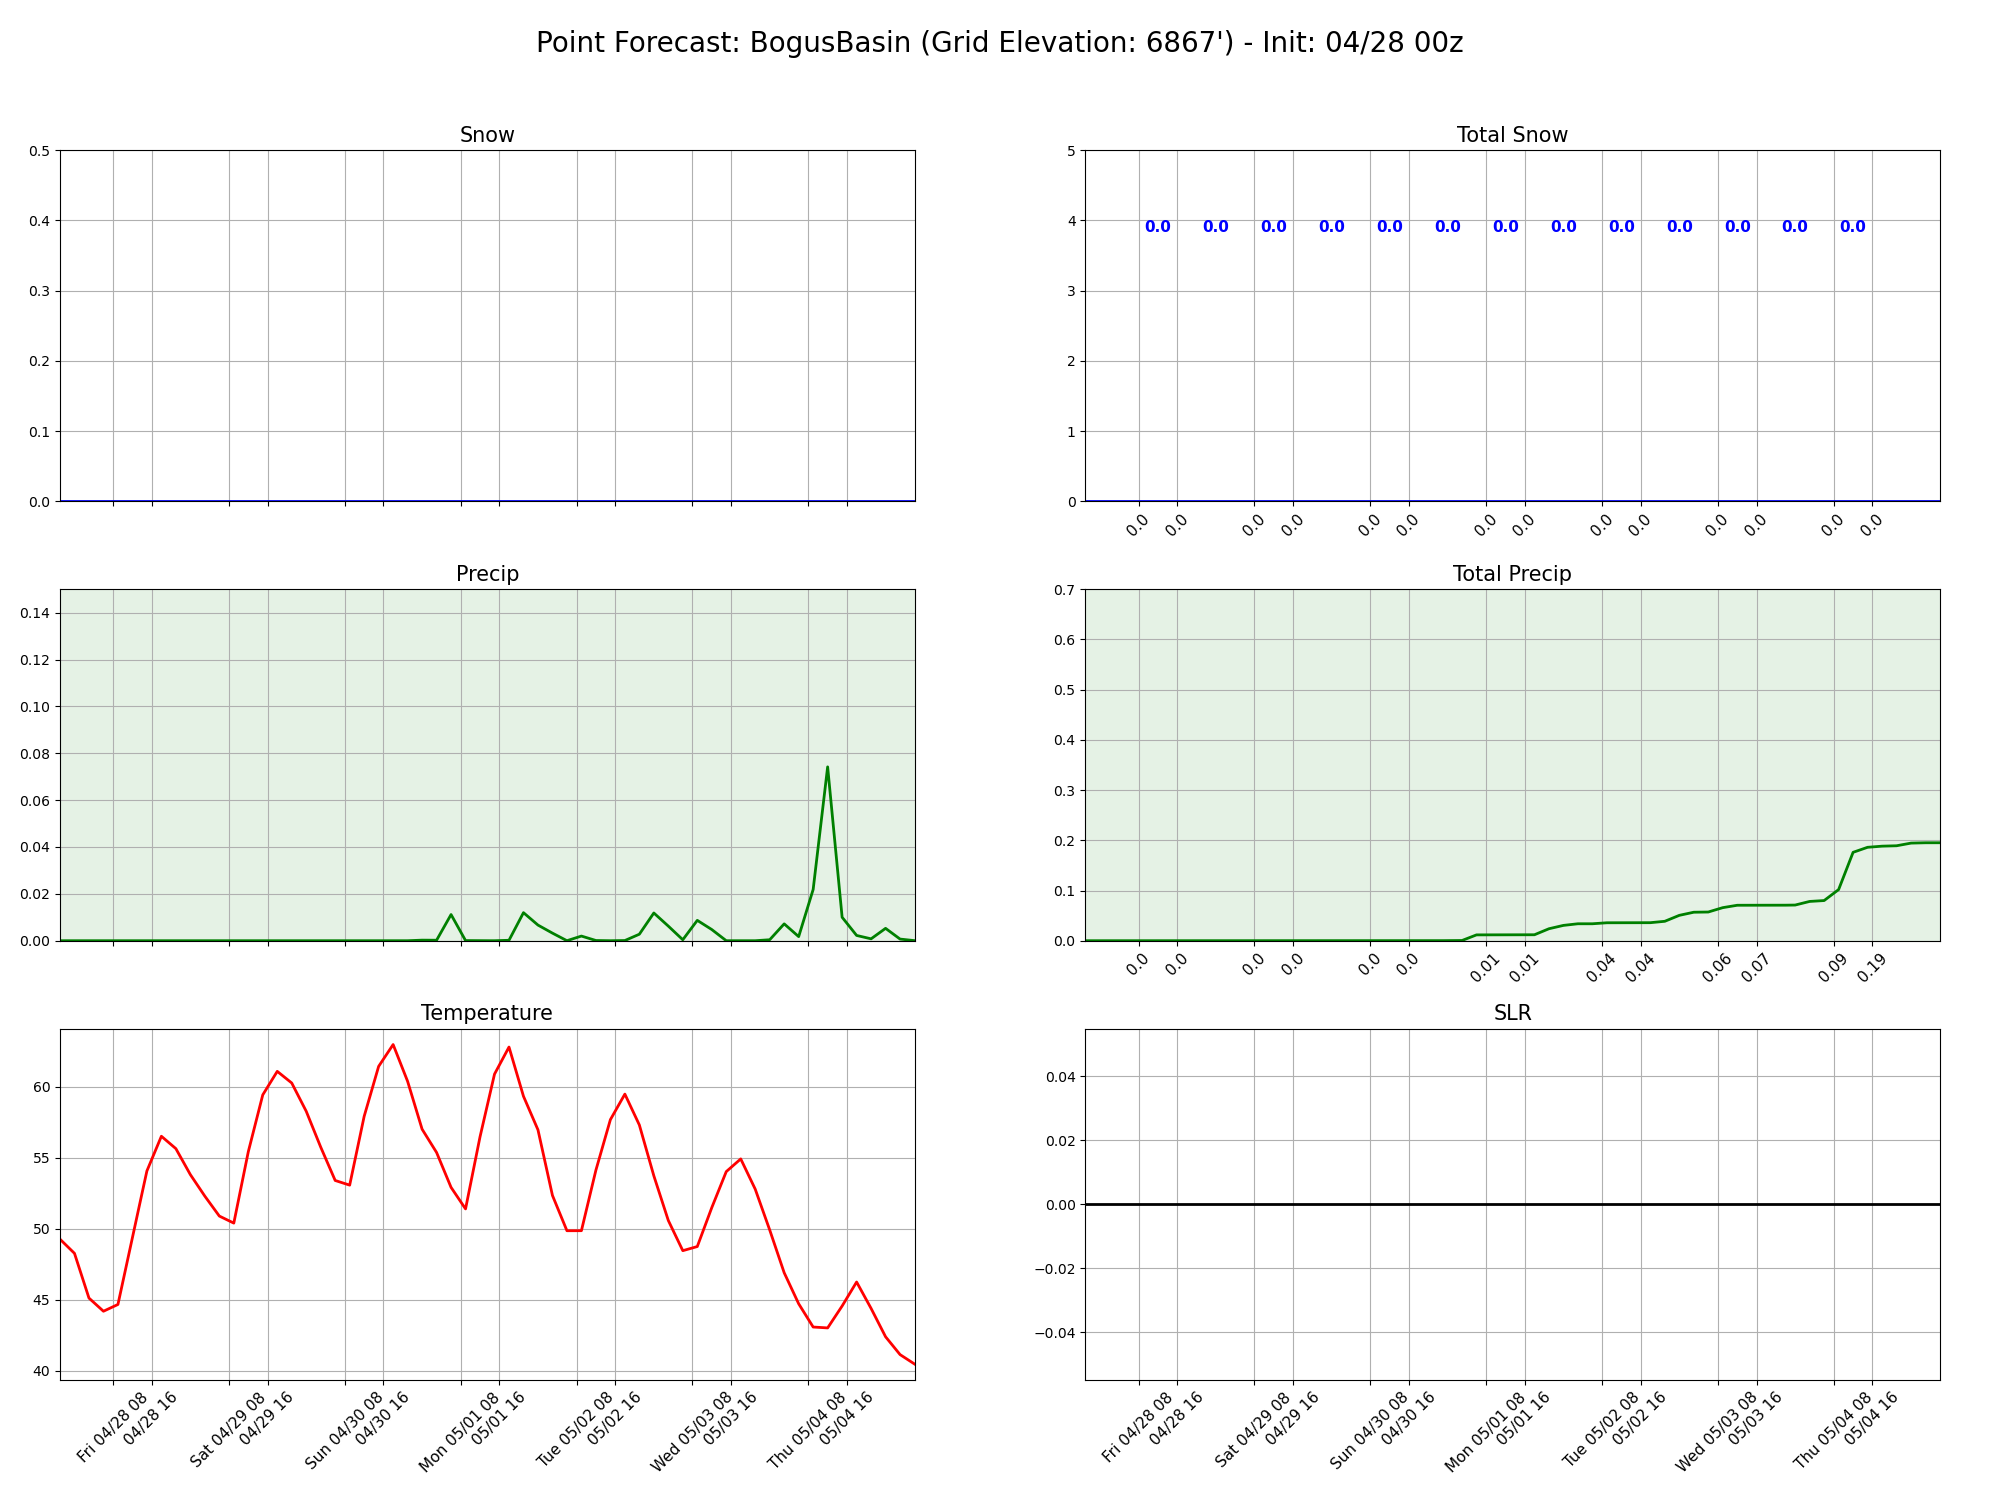 Point Forecast: BogusBasin (Grid Elevation: 6867') - Init: 04/28 00z
Snow
0.5
0.4
0.3
0.2
0.1
0.0
Total Snow
5
4
3
2
1
0
0.0 0.0 0.0 0.0 0.0 0.0 0.0 0.0 0.0 0.0 0.0 0.0 0.0
0.0 0.0 0.0 0.0 0.0 0.0 0.0 0.0 0.0 0.0 0.0 0.0 0.0 0.0
Precip
0.14
0.12
0.10
0.08
0.06
0.04
0.02
0.00
Total Precip
0.7
0.6
0.5
0.4
0.3
0.2
0.1
0.0
0.0 0.0 0.0 0.0 0.0 0.0 0.01 0.01 0.04 0.04 0.06 0.07 0.09 0.19
Temperature
60
55
50
45
40
Fri 04/28 08
04/28 16
Sat 04/29 08
04/29 16
Sun 04/30 08
04/30 16
Mon 05/01 08
05/01 16
Tue 05/02 08
05/02 16
Wed 05/03 08
05/03 16
Thu 05/04 08
05/04 16
SLR
0.04
0.02
0.00
−0.02
−0.04
Fri 04/28 08
04/28 16
Sat 04/29 08
04/29 16
Sun 04/30 08
04/30 16
Mon 05/01 08
05/01 16
Tue 05/02 08
05/02 16
Wed 05/03 08
05/03 16
Thu 05/04 08
05/04 16